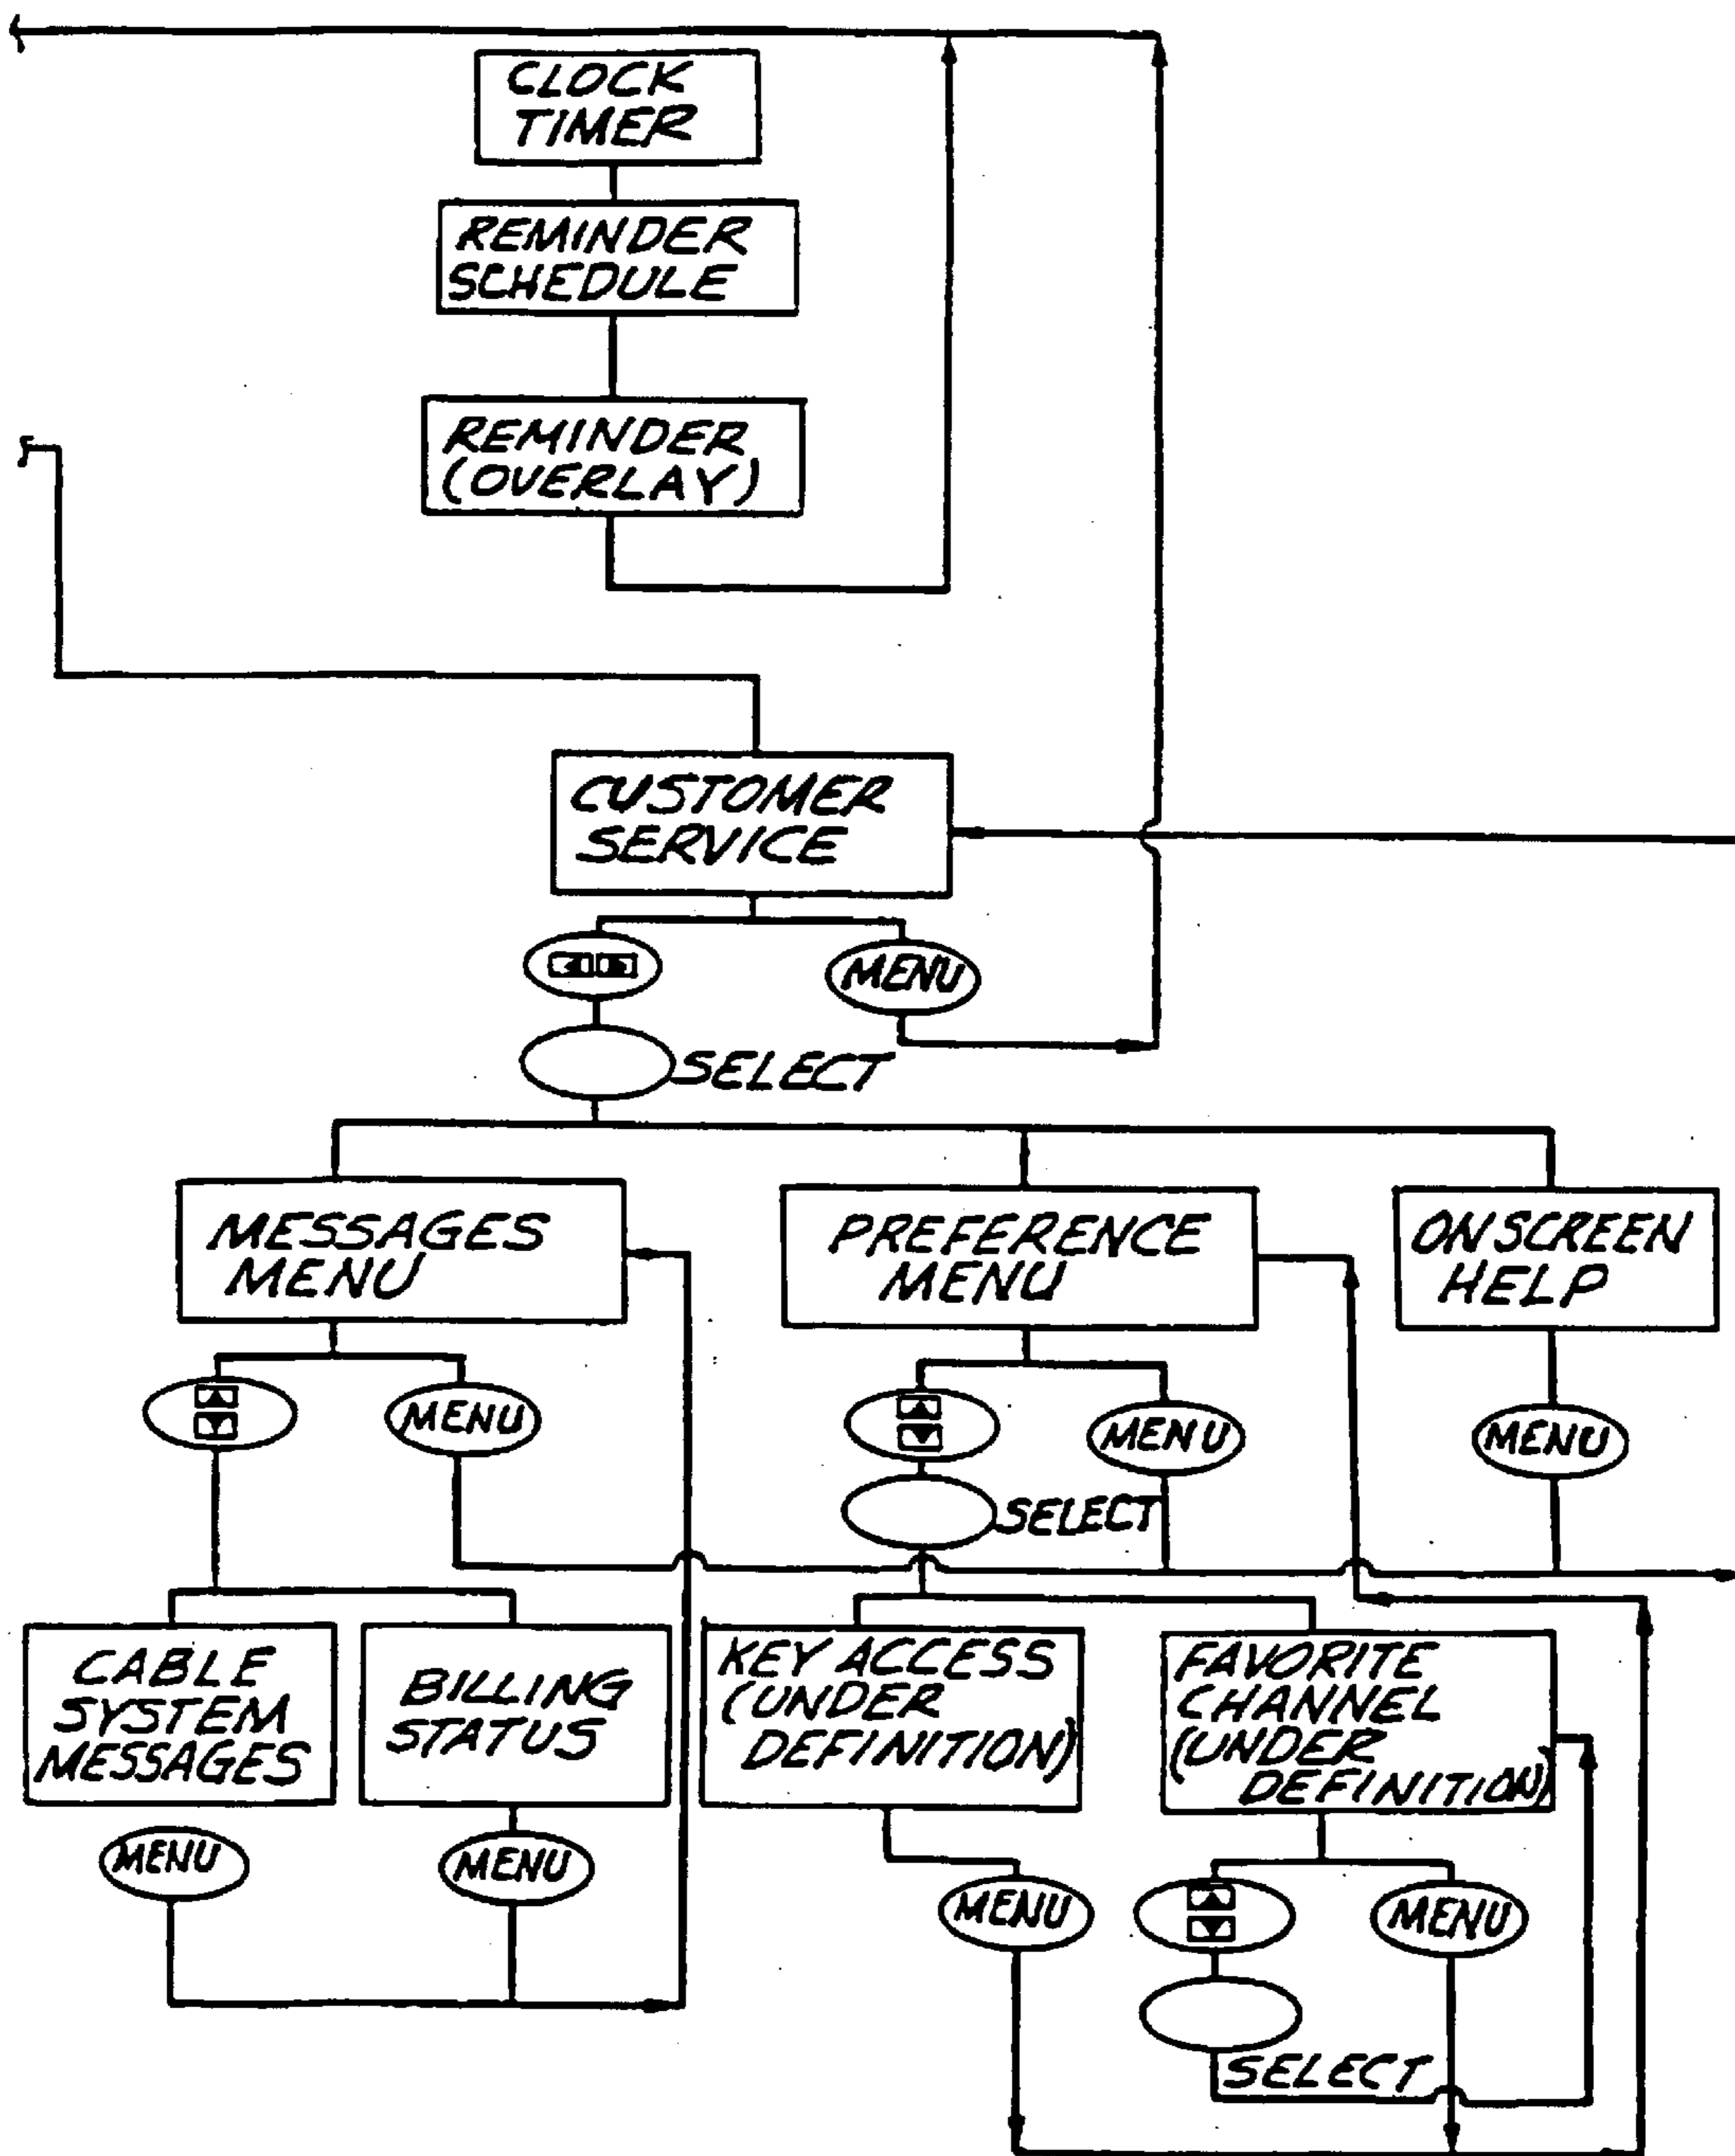 CLOCK
TIMER
REMINDER
SCHEDULE
REMINDER
(OVERLAY)
CUSTOMER
SERVICE
MENU
SELECT
MESSAGES
MENU
PREFERENCE
MENU
ON SCREEN
HELP
MENU
MENU
MENU
SELECT
CABLE
SYSTEM
MESSAGES
BILLING
STATUS
KEY ACCESS
(UNDER
DEFINITION)
FAVORITE
CHANNEL
(UNDER
DEFINITION)
MENU
MENU
MENU
MENU
SELECT